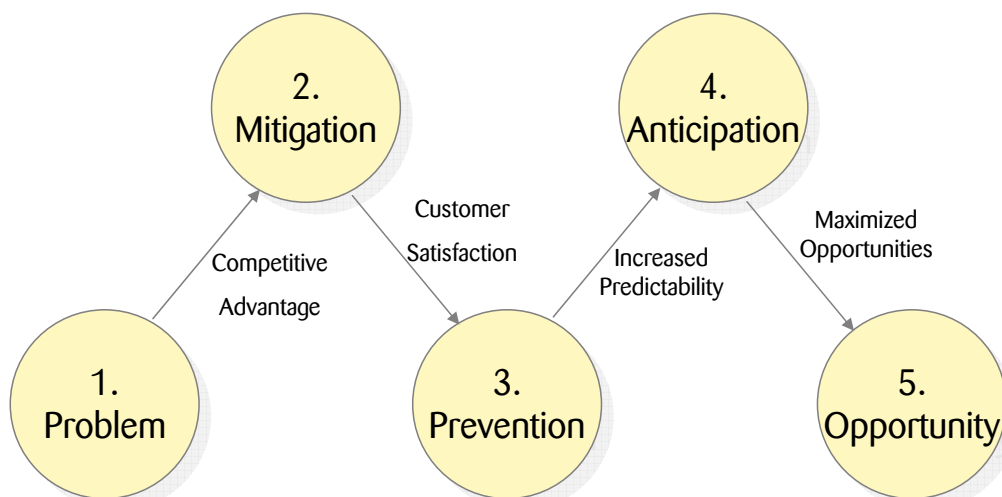 1.
Problem
Competitive
Advantage
2.
Mitigation
Customer
Satisfaction
3.
Prevention
Increased
Predictability
4.
Anticipation
Maximized
Opportunities
5.
Opportunity